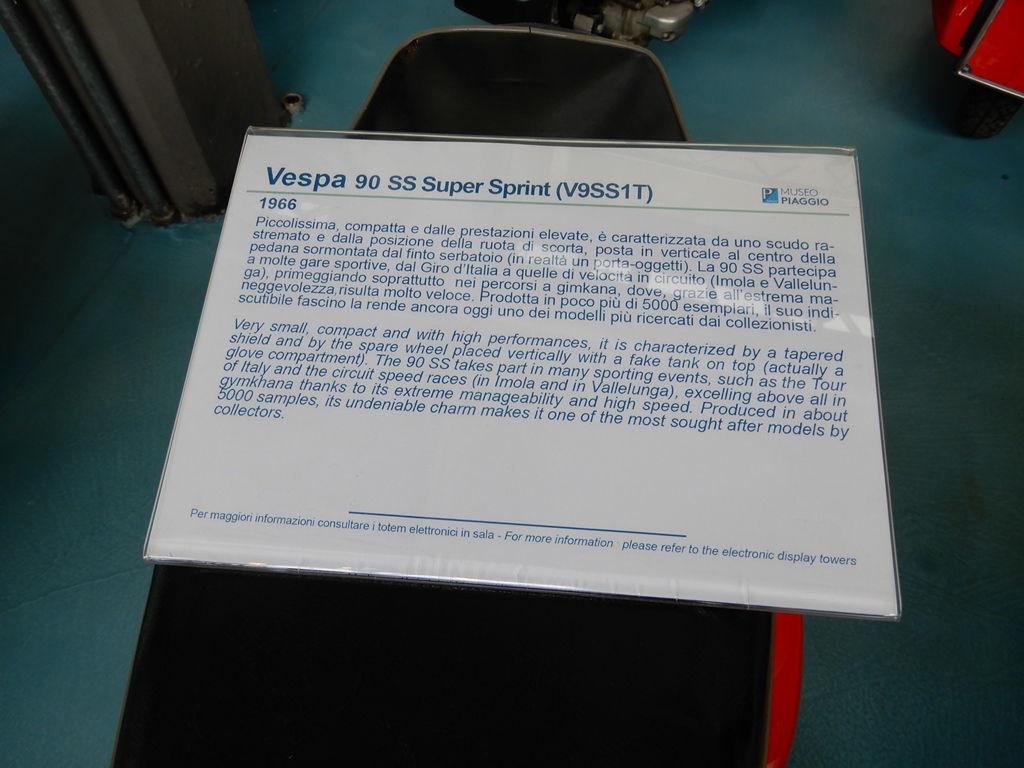 Vespa 90 SS Super Sprint (V9SS1T)
MUSEO
PIAGGIO
1966
Piccolissima, compatta e dalle prestazioni elevate, è caratterizzata da uno scudo ra-
stremato e dalla posizione della ruota di scorta, posta in verticale al centro della
pedana sormontata dal finto serbatoio (in realtà un porta-oggetti). La 90 SS partecipa
a molte gare sportive, dal Giro d'Italia a quelle di velocità in circuito (Imola e Vallelun-
ga), primeggiando soprattutto nei percorsi a gimkana, dove, grazie all'estrema ma-
neggevolezza,risulta molto veloce. Prodotta in poco più di 5000 esemplari, il suo indi-
scutibile fascino la rende ancora oggi uno dei modelli più ricercati dai collezionisti.
Very small, compact and with high performances, it is characterized by a tapered
shield and by the spare wheel placed vertically with a fake tank on top (actually a
glove compartment). The 90 SS takes part in many sporting events, such as the Tour
of Italy and the circuit speed races (in Imola and in Vallelunga), excelling above all in
gymkhana thanks to its extreme manageability and high speed. Produced in about
5000 samples, its undeniable charm makes it one of the most sought after models by
collectors.
Per maggiori informazioni consultare i totem elettronici in sala - For more information please refer to the electronic display towers